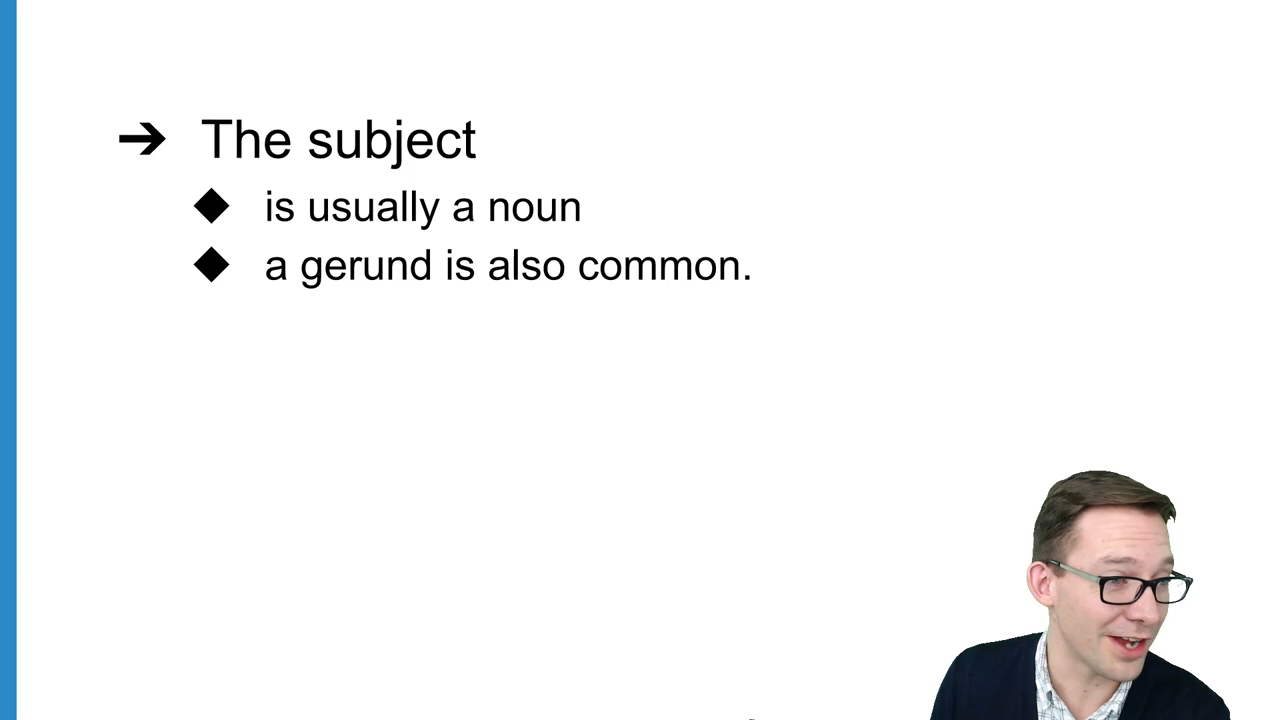 ➔ The subject
◆ is usually a noun
◆ a gerund is also common.